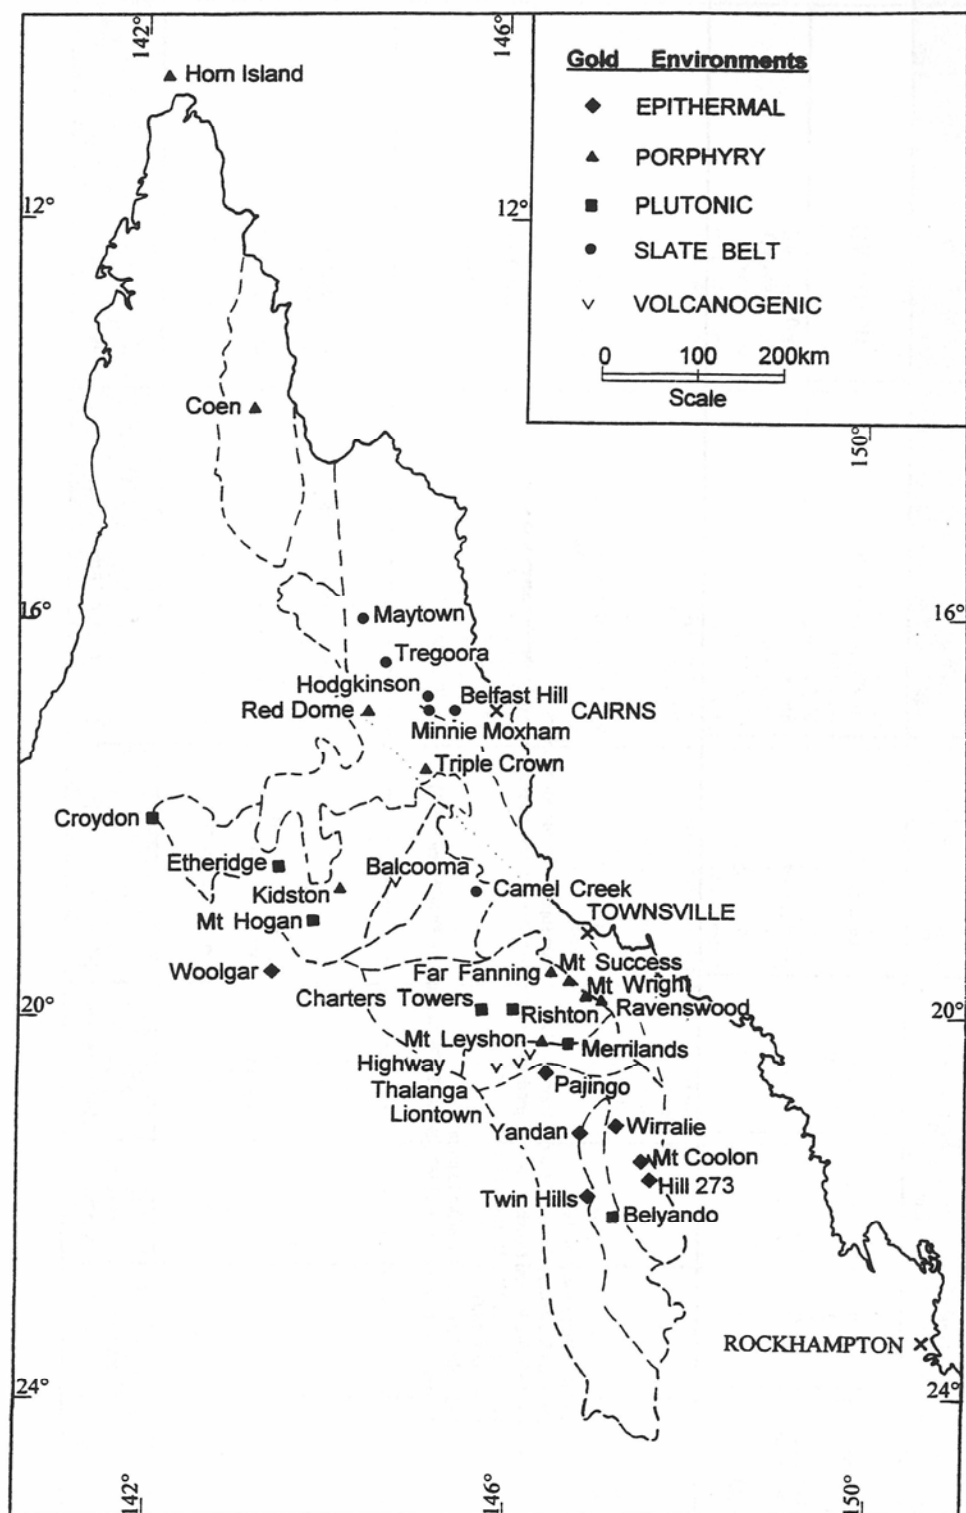 142°
146°
Horn Island
Gold Environments
EPITHERMAL
PORPHYRY
PLUTONIC
SLATE BELT
VOLCANOGENIC
0 100 200km
Scale
12°
12°
Coen
150°
16°
16°
Maytown
Tregoora
Hodgkinson
Belfast Hill
Red Dome
CAIRNS
Minnie Moxham
Triple Crown
Croydon
Etheridge
Balcooma
Kidston
Camel Creek
Mt Hogan
TOWNSVILLE
Woolgar
Far Fanning
Mt Success
Mt Wright
Charters Towers
Rishton
Ravenswood
20°
20°
Mt Leyshon
Merrilands
Highway
Thalanga
Pajingo
Liontown
Yandan
Wirralie
Mt Coolon
Hill 273
Twin Hills
Belyando
ROCKHAMPTON
24°
24°
142°
146°
150°